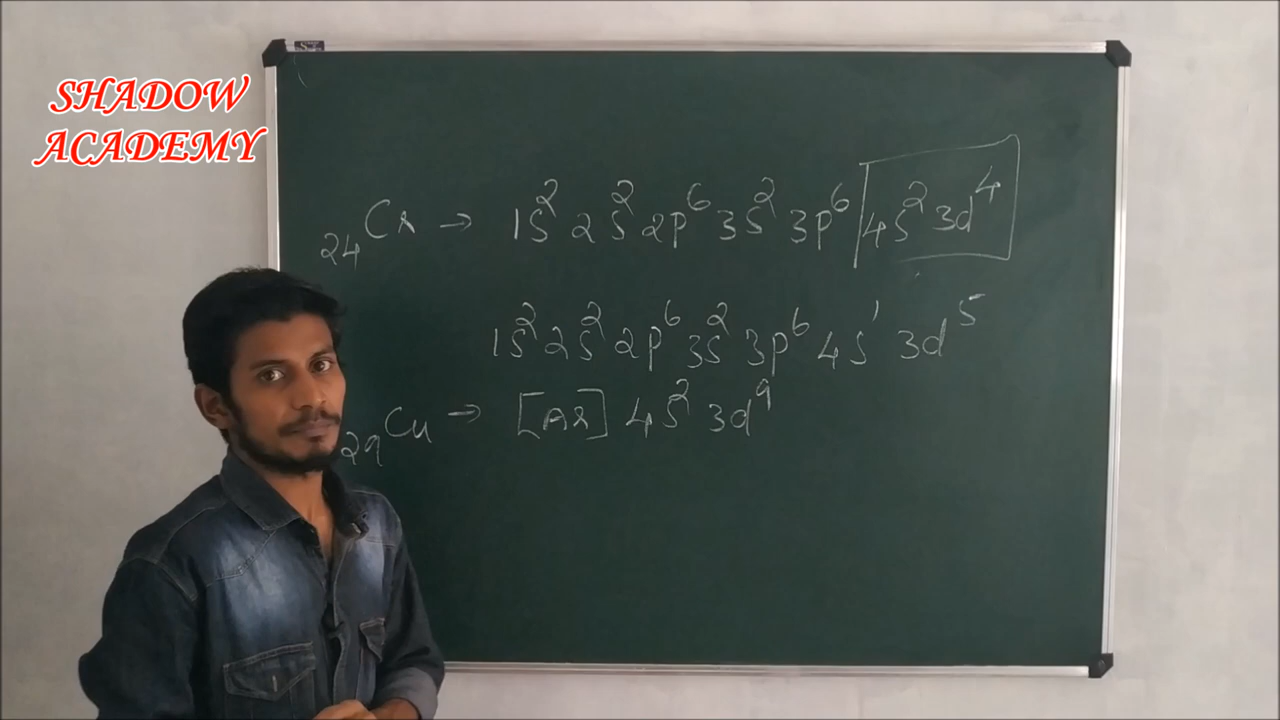 SHADOW
ACADEMY
₂₄Cr → 1s² 2s² 2p⁶ 3s² 3p⁶ 4s² 3d⁴
1s² 2s² 2p⁶ 3s² 3p⁶ 4s¹ 3d⁵
₂₉Cu → [Ar] 4s² 3d⁹